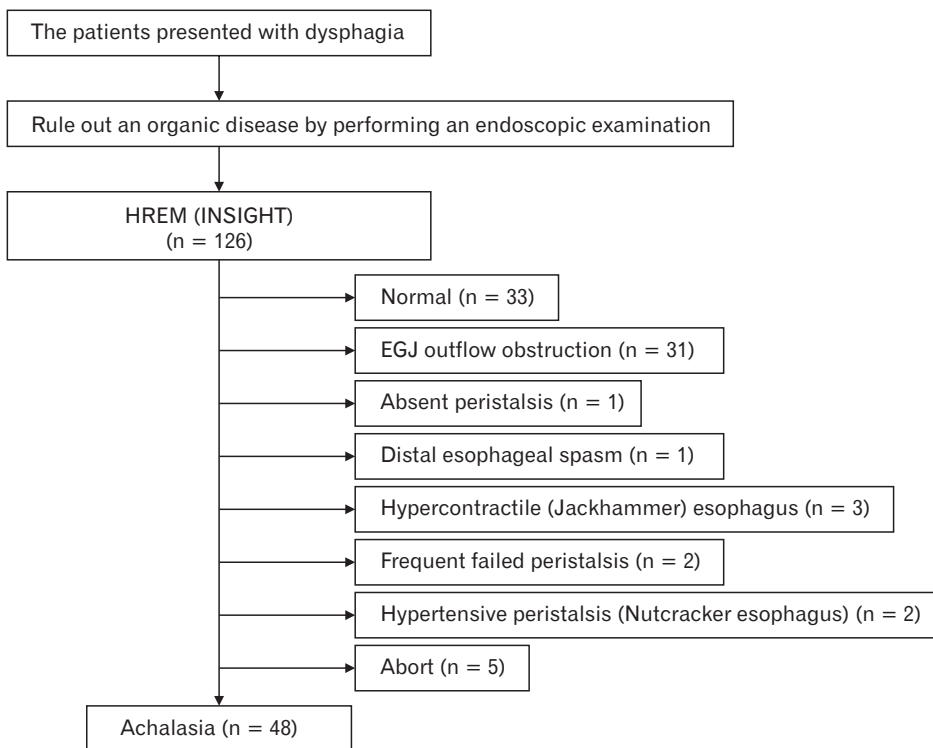 The patients presented with dysphagia
Rule out an organic disease by performing an endoscopic examination
HREM (INSIGHT)
(n = 126)
Normal (n = 33)
EGJ outflow obstruction (n = 31)
Absent peristalsis (n = 1)
Distal esophageal spasm (n = 1)
Hypercontractile (Jackhammer) esophagus (n = 3)
Frequent failed peristalsis (n = 2)
Hypertensive peristalsis (Nutcracker esophagus) (n = 2)
Abort (n = 5)
Achalasia (n = 48)